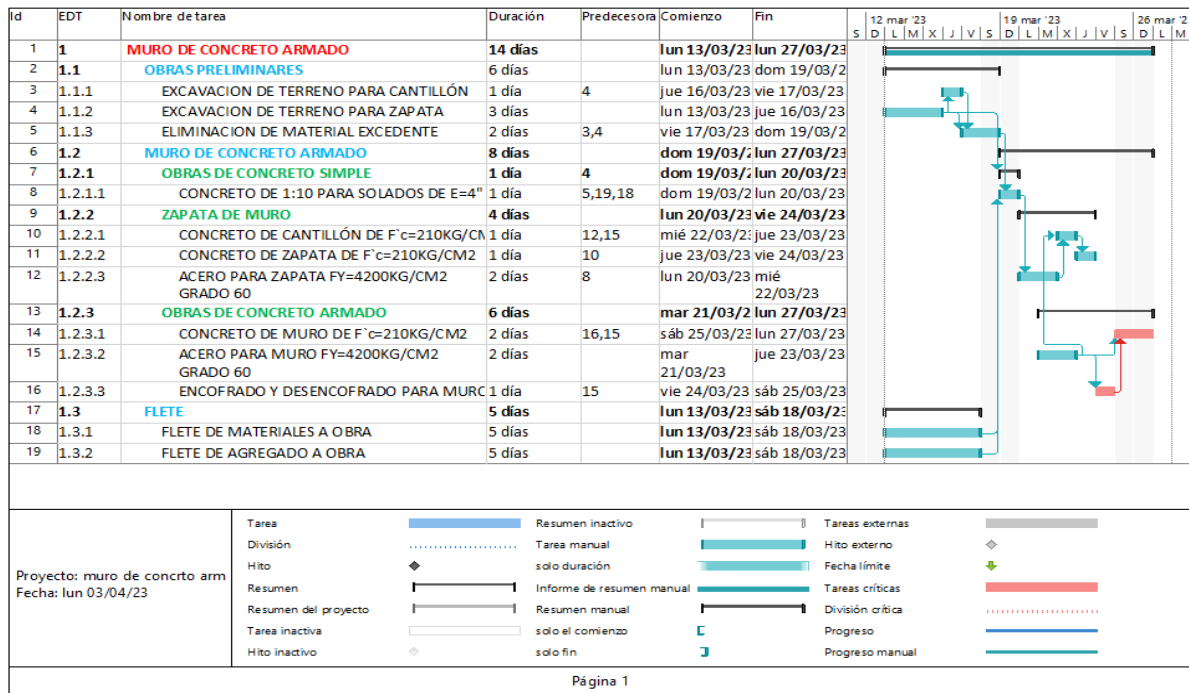 Id EDT Nombre de tarea Duración Predecesora Comienzo Fin 12 mar '23 19 mar '23 26 mar '2
S D L M X J V S D L M X J V S D L M
1 1 MURO DE CONCRETO ARMADO 14 días lun 13/03/23 lun 27/03/23
2 1.1 OBRAS PRELIMINARES 6 días lun 13/03/23 dom 19/03/2
3 1.1.1 EXCAVACION DE TERRENO PARA CANTILLÓN 1 día 4 jue 16/03/23 vie 17/03/23
4 1.1.2 EXCAVACION DE TERRENO PARA ZAPATA 3 días lun 13/03/23 jue 16/03/23
5 1.1.3 ELIMINACION DE MATERIAL EXCEDENTE 2 días 3,4 vie 17/03/23 dom 19/03/2
6 1.2 MURO DE CONCRETO ARMADO 8 días dom 19/03/2 lun 27/03/23
7 1.2.1 OBRAS DE CONCRETO SIMPLE 1 día 4 dom 19/03/2 lun 20/03/23
8 1.2.1.1 CONCRETO DE 1:10 PARA SOLADOS DE E=4" 1 día 5,19,18 dom 19/03/2 lun 20/03/23
9 1.2.2 ZAPATA DE MURO 4 días lun 20/03/23 vie 24/03/23
10 1.2.2.1 CONCRETO DE CANTILLÓN DE F`c=210KG/CM 1 día 12,15 mié 22/03/23 jue 23/03/23
11 1.2.2.2 CONCRETO DE ZAPATA DE F`c=210KG/CM2 1 día 10 jue 23/03/23 vie 24/03/23
12 1.2.2.3 ACERO PARA ZAPATA FY=4200KG/CM2 2 días 8 lun 20/03/23 mié
GRADO 60 22/03/23
13 1.2.3 OBRAS DE CONCRETO ARMADO 6 días mar 21/03/2 lun 27/03/23
14 1.2.3.1 CONCRETO DE MURO DE F`c=210KG/CM2 2 días 16,15 sáb 25/03/23 lun 27/03/23
15 1.2.3.2 ACERO PARA MURO FY=4200KG/CM2 2 días mar jue 23/03/23
GRADO 60 21/03/23
16 1.2.3.3 ENCOFRADO Y DESENCOFRADO PARA MURO 1 día 15 vie 24/03/23 sáb 25/03/23
17 1.3 FLETE 5 días lun 13/03/23 sáb 18/03/23
18 1.3.1 FLETE DE MATERIALES A OBRA 5 días lun 13/03/23 sáb 18/03/23
19 1.3.2 FLETE DE AGREGADO A OBRA 5 días lun 13/03/23 sáb 18/03/23
Proyecto: muro de concrto arm
Fecha: lun 03/04/23
Tarea Resumen inactivo Tareas externas
División Tarea manual Hito externo
Hito solo duración Fecha límite
Resumen Informe de resumen manual Tareas críticas
Resumen del proyecto Resumen manual División crítica
Tarea inactiva solo el comienzo Progreso
Hito inactivo solo fin Progreso manual
Página 1